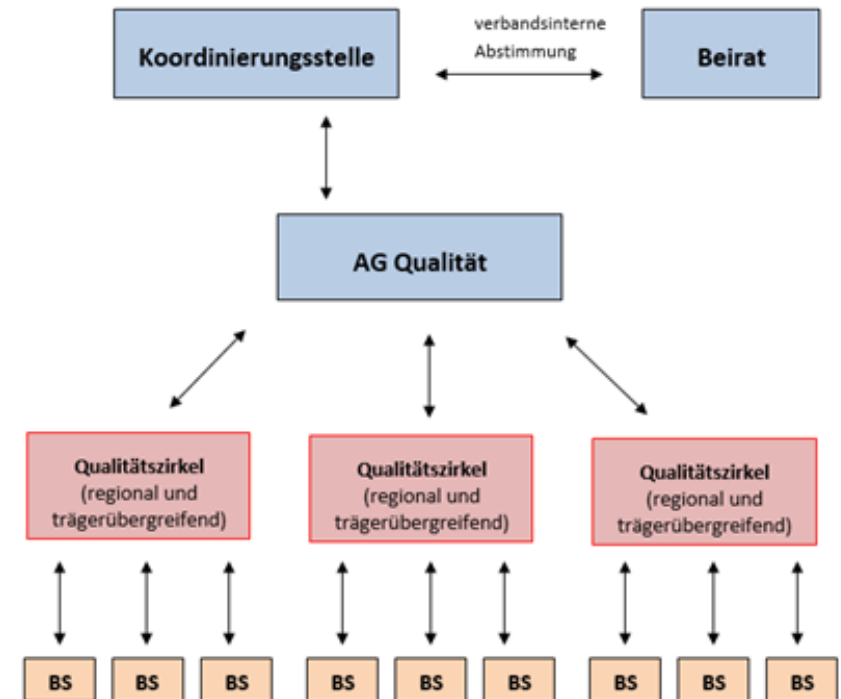 verbandsinterne
Abstimmung
Koordinierungsstelle
Beirat
AG Qualität
Qualitätszirkel
(regional und
trägerübergreifend)
Qualitätszirkel
(regional und
trägerübergreifend)
Qualitätszirkel
(regional und
trägerübergreifend)
BS
BS
BS
BS
BS
BS
BS
BS
BS